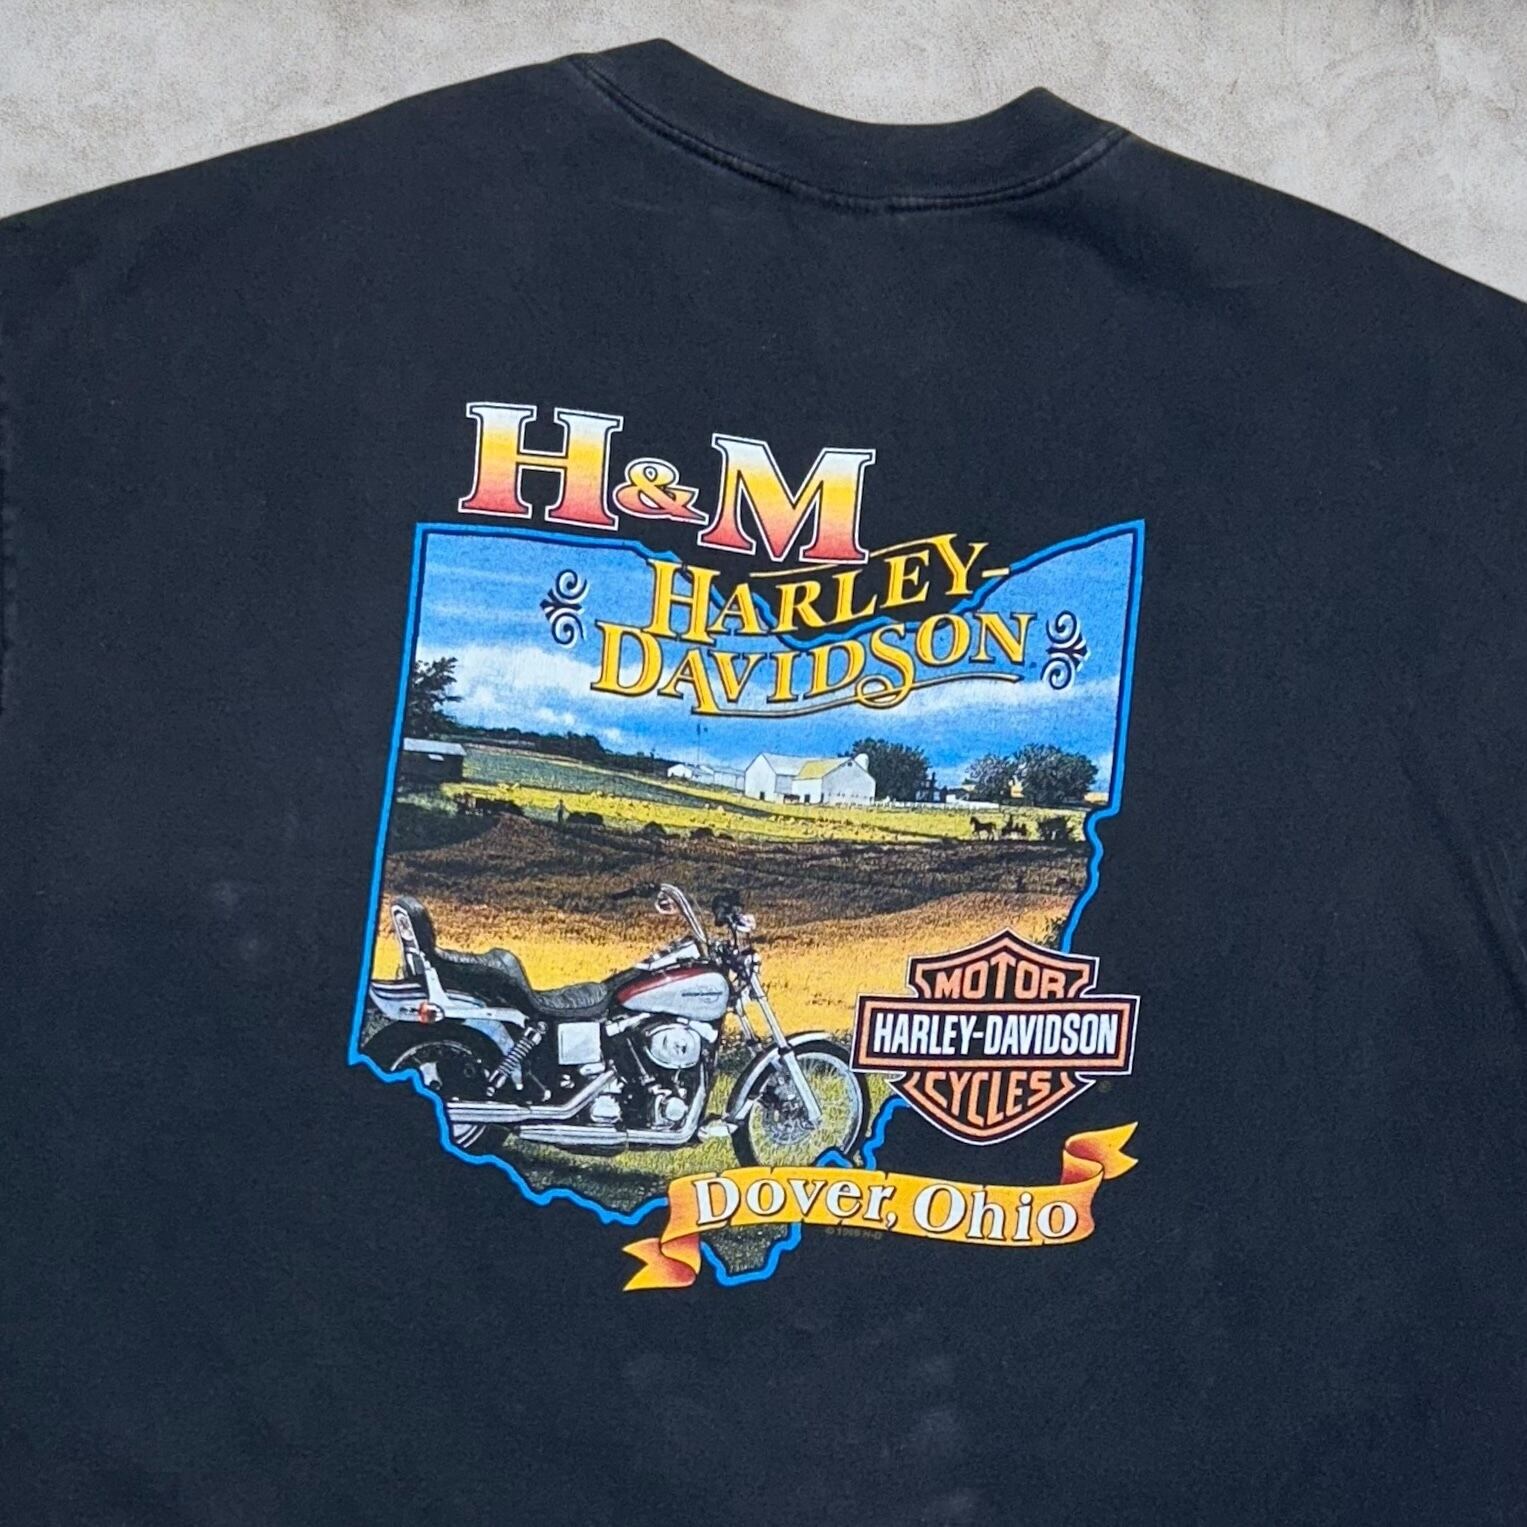 H&M
HARLEY-
DAVIDSON
MOTOR
HARLEY-DAVIDSON
CYCLES
Dover, Ohio